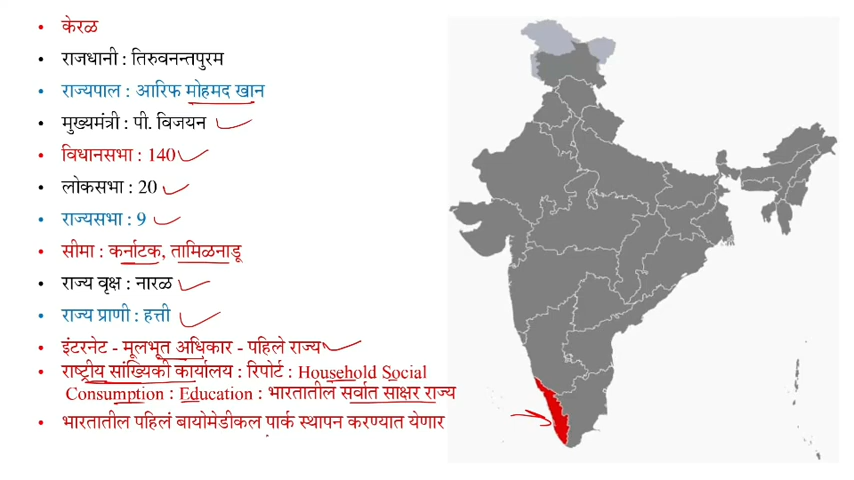 केरळ
राजधानी : तिरुवनन्तपुरम
राज्यपाल : आरिफ मोहमद खान
मुख्यमंत्री : पी. विजयन
विधानसभा : 140
लोकसभा : 20
राज्यसभा : 9
सीमा : कर्नाटक, तामिळनाडू
राज्य वृक्ष : नारळ
राज्य प्राणी : हत्ती
इंटरनेट - मूलभूत अधिकार - पहिले राज्य
राष्ट्रीय सांख्यिकी कार्यालय : रिपोर्ट : Household Social
Consumption : Education : भारतातील सर्वात साक्षर राज्य
भारतातील पहिलं बायोमेडीकल पार्क स्थापन करण्यात येणार